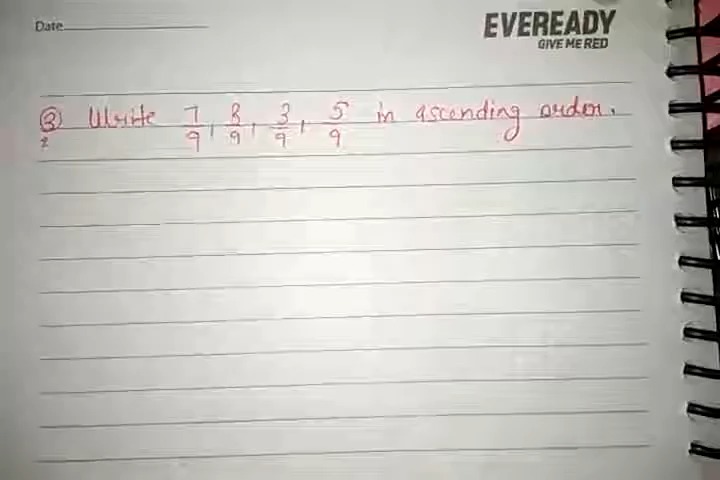 Date
EVEREADY
GIVE ME RED
③ Write 7/9, 8/9, 3/9, 5/9 in ascending order.